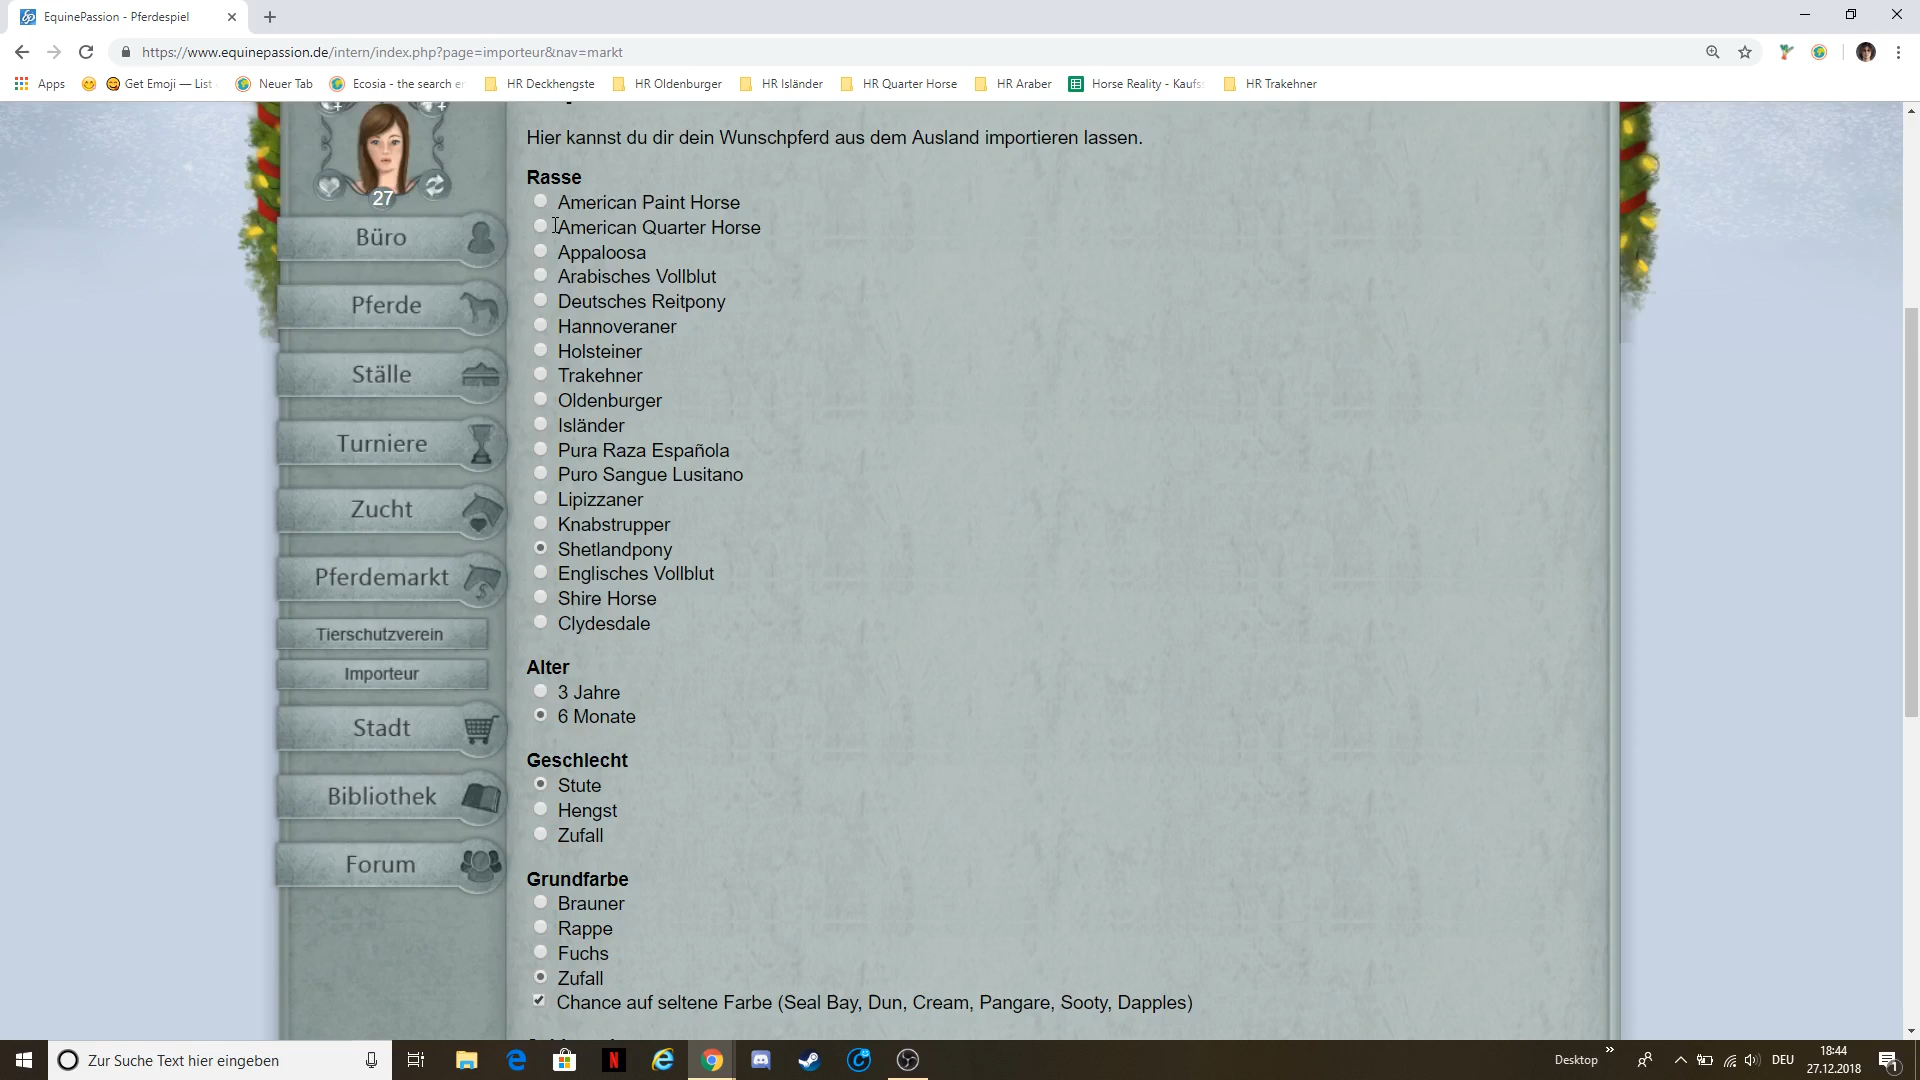 EquinePassion - Pferdespiel
https://www.equinepassion.de/intern/index.php?page=importeur&nav=markt
Apps
Get Emoji — List
Neuer Tab
Ecosia - the search
HR Deckhengste
HR Oldenburger
HR Isländer
HR Quarter Horse
HR Araber
Horse Reality - Kaufs
HR Trakehner
27
Büro
Pferde
Ställe
Turniere
Zucht
Pferdemarkt
Tierschutzverein
Importeur
Stadt
Bibliothek
Forum
Hier kannst du dir dein Wunschpferd aus dem Ausland importieren lassen.
Rasse
American Paint Horse
American Quarter Horse
Appaloosa
Arabisches Vollblut
Deutsches Reitpony
Hannoveraner
Holsteiner
Trakehner
Oldenburger
Isländer
Pura Raza Española
Puro Sangue Lusitano
Lipizzaner
Knabstrupper
Shetlandpony
Englisches Vollblut
Shire Horse
Clydesdale
Alter
3 Jahre
6 Monate
Geschlecht
Stute
Hengst
Zufall
Grundfarbe
Brauner
Rappe
Fuchs
Zufall
Chance auf seltene Farbe (Seal Bay, Dun, Cream, Pangare, Sooty, Dapples)
Zur Suche Text hier eingeben
Desktop
DEU
18:44
27.12.2018
1